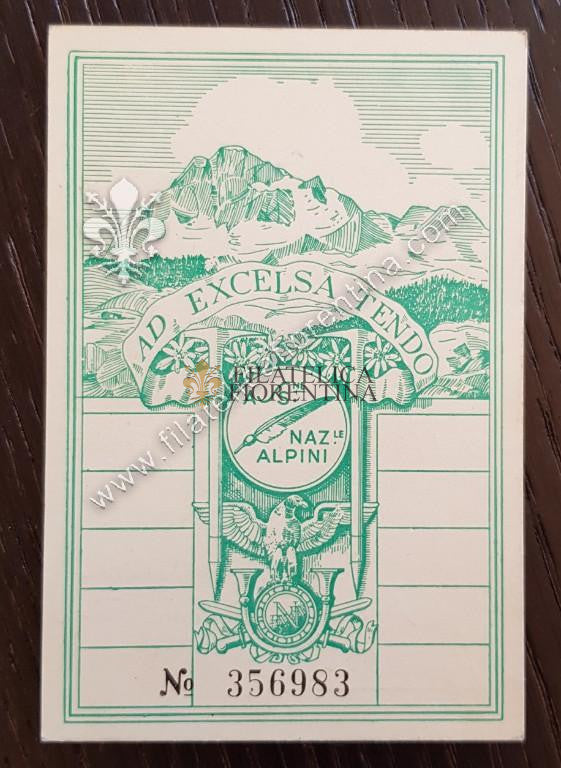 AD EXCELSA TENDO
FILATELICA
FIORENTINA
NAZ.LE
ALPINI
N
No 356983
www.filatelicafiorentina.com